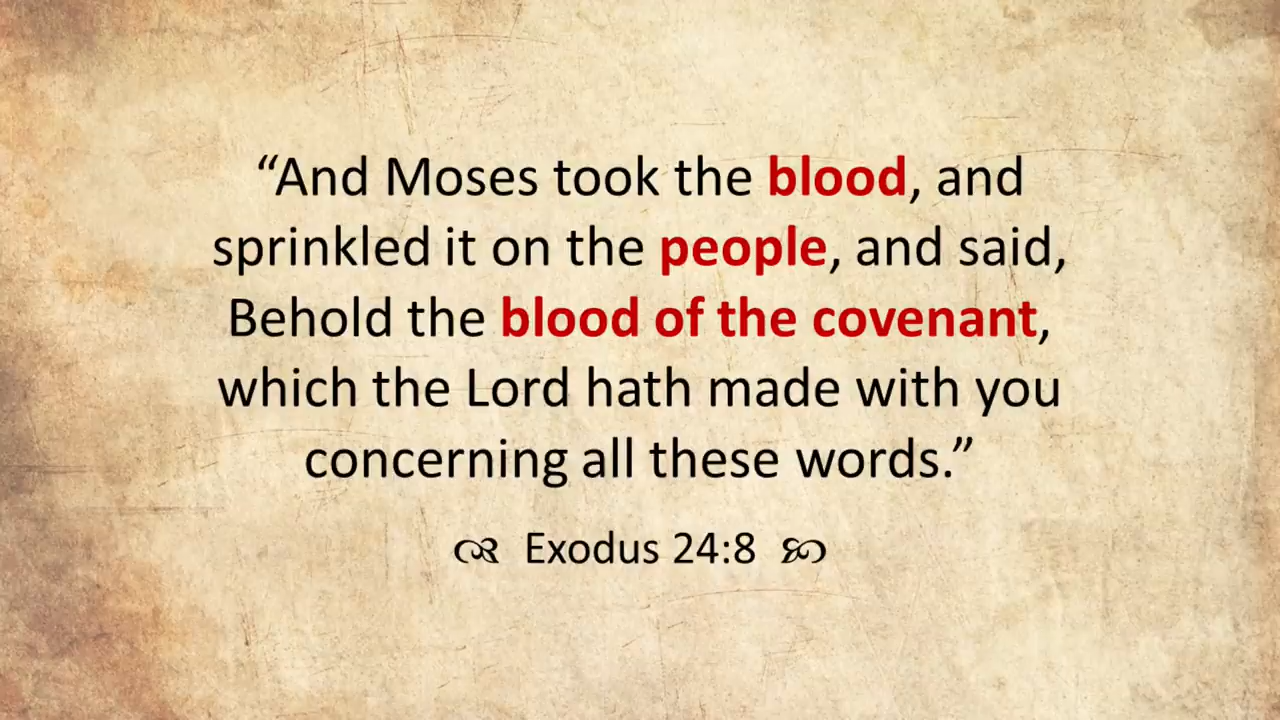 “And Moses took the blood, and
sprinkled it on the people, and said,
Behold the blood of the covenant,
which the Lord hath made with you
concerning all these words.”
Exodus 24:8